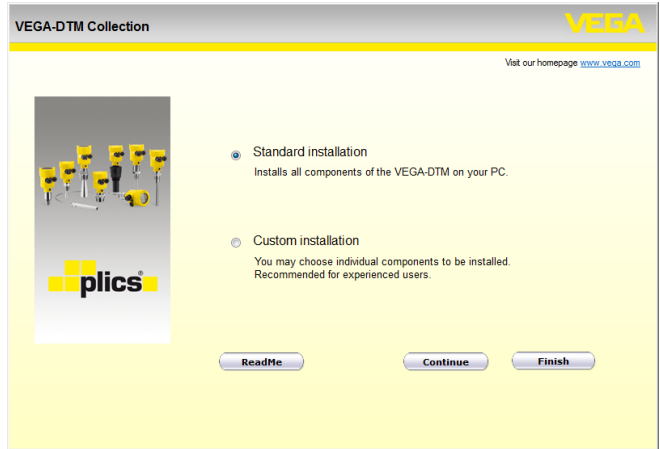 VEGA-DTM Collection
VEGA
Visit our homepage www.vega.com
Standard installation
Installs all components of the VEGA-DTM on your PC.
Custom installation
You may choose individual components to be installed.
Recommended for experienced users.
plics®
ReadMe
Continue
Finish